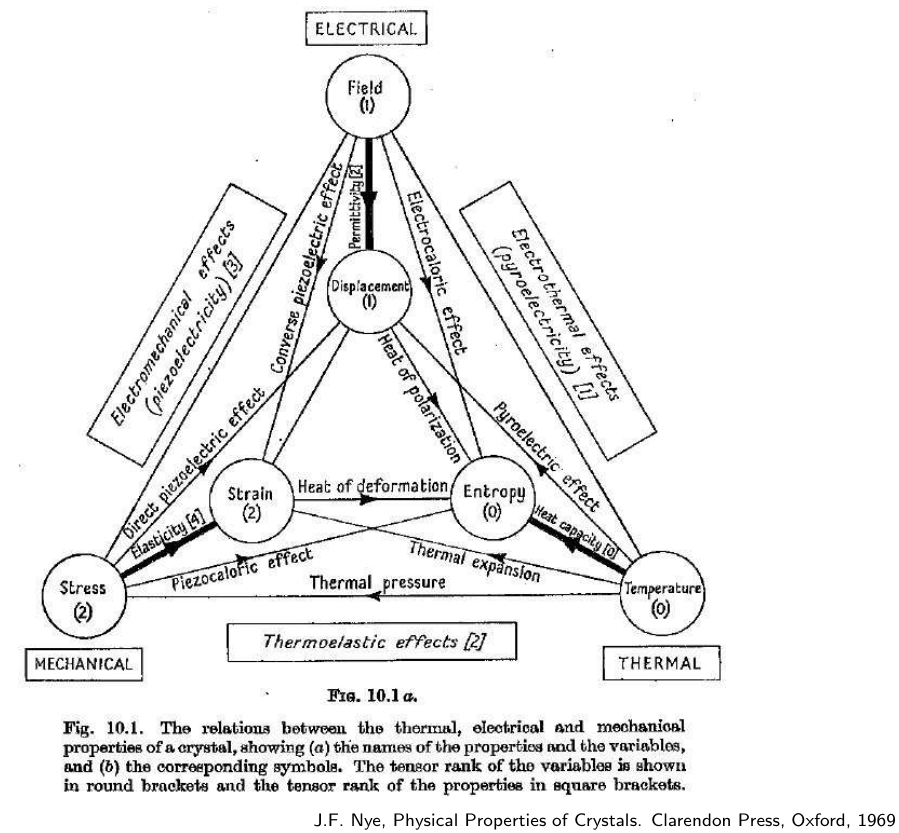 ELECTRICAL
Field
(1)
Permittivity [2]
Converse piezoelectric effect
Electrocaloric effect
Electromechanical effects
(piezoelectricity) [3]
Electrothermal effects
(pyroelectricity) [1]
Displacement
(1)
Heat of polarization
Direct piezoelectric effect
Pyroelectric effect
Strain
(2)
Heat of deformation
Entropy
(0)
Elasticity [4]
Heat capacity [0]
Piezocaloric effect
Thermal expansion
Stress
(2)
Thermal pressure
Temperature
(0)
Thermoelastic effects [2]
MECHANICAL
THERMAL
FIG. 10.1 a.
Fig. 10.1. The relations between the thermal, electrical and mechanical
properties of a crystal, showing (a) the names of the properties and the variables,
and (b) the corresponding symbols. The tensor rank of the variables is shown
in round brackets and the tensor rank of the properties in square brackets.
J.F. Nye, Physical Properties of Crystals. Clarendon Press, Oxford, 1969